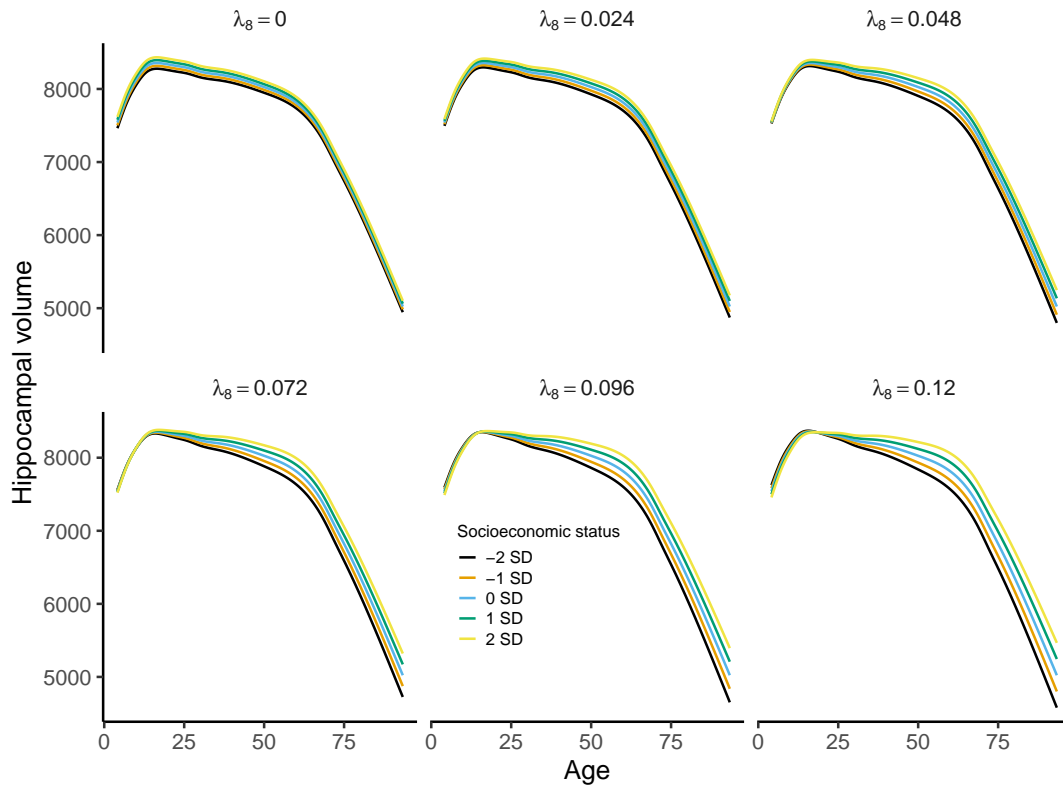 λ₈ = 0
λ₈ = 0.024
λ₈ = 0.048
8000
7000
6000
5000
Hippocampal volume
λ₈ = 0.072
λ₈ = 0.096
λ₈ = 0.12
8000
7000
6000
5000
Socioeconomic status
−2 SD
−1 SD
0 SD
1 SD
2 SD
0 25 50 75
0 25 50 75
0 25 50 75
Age